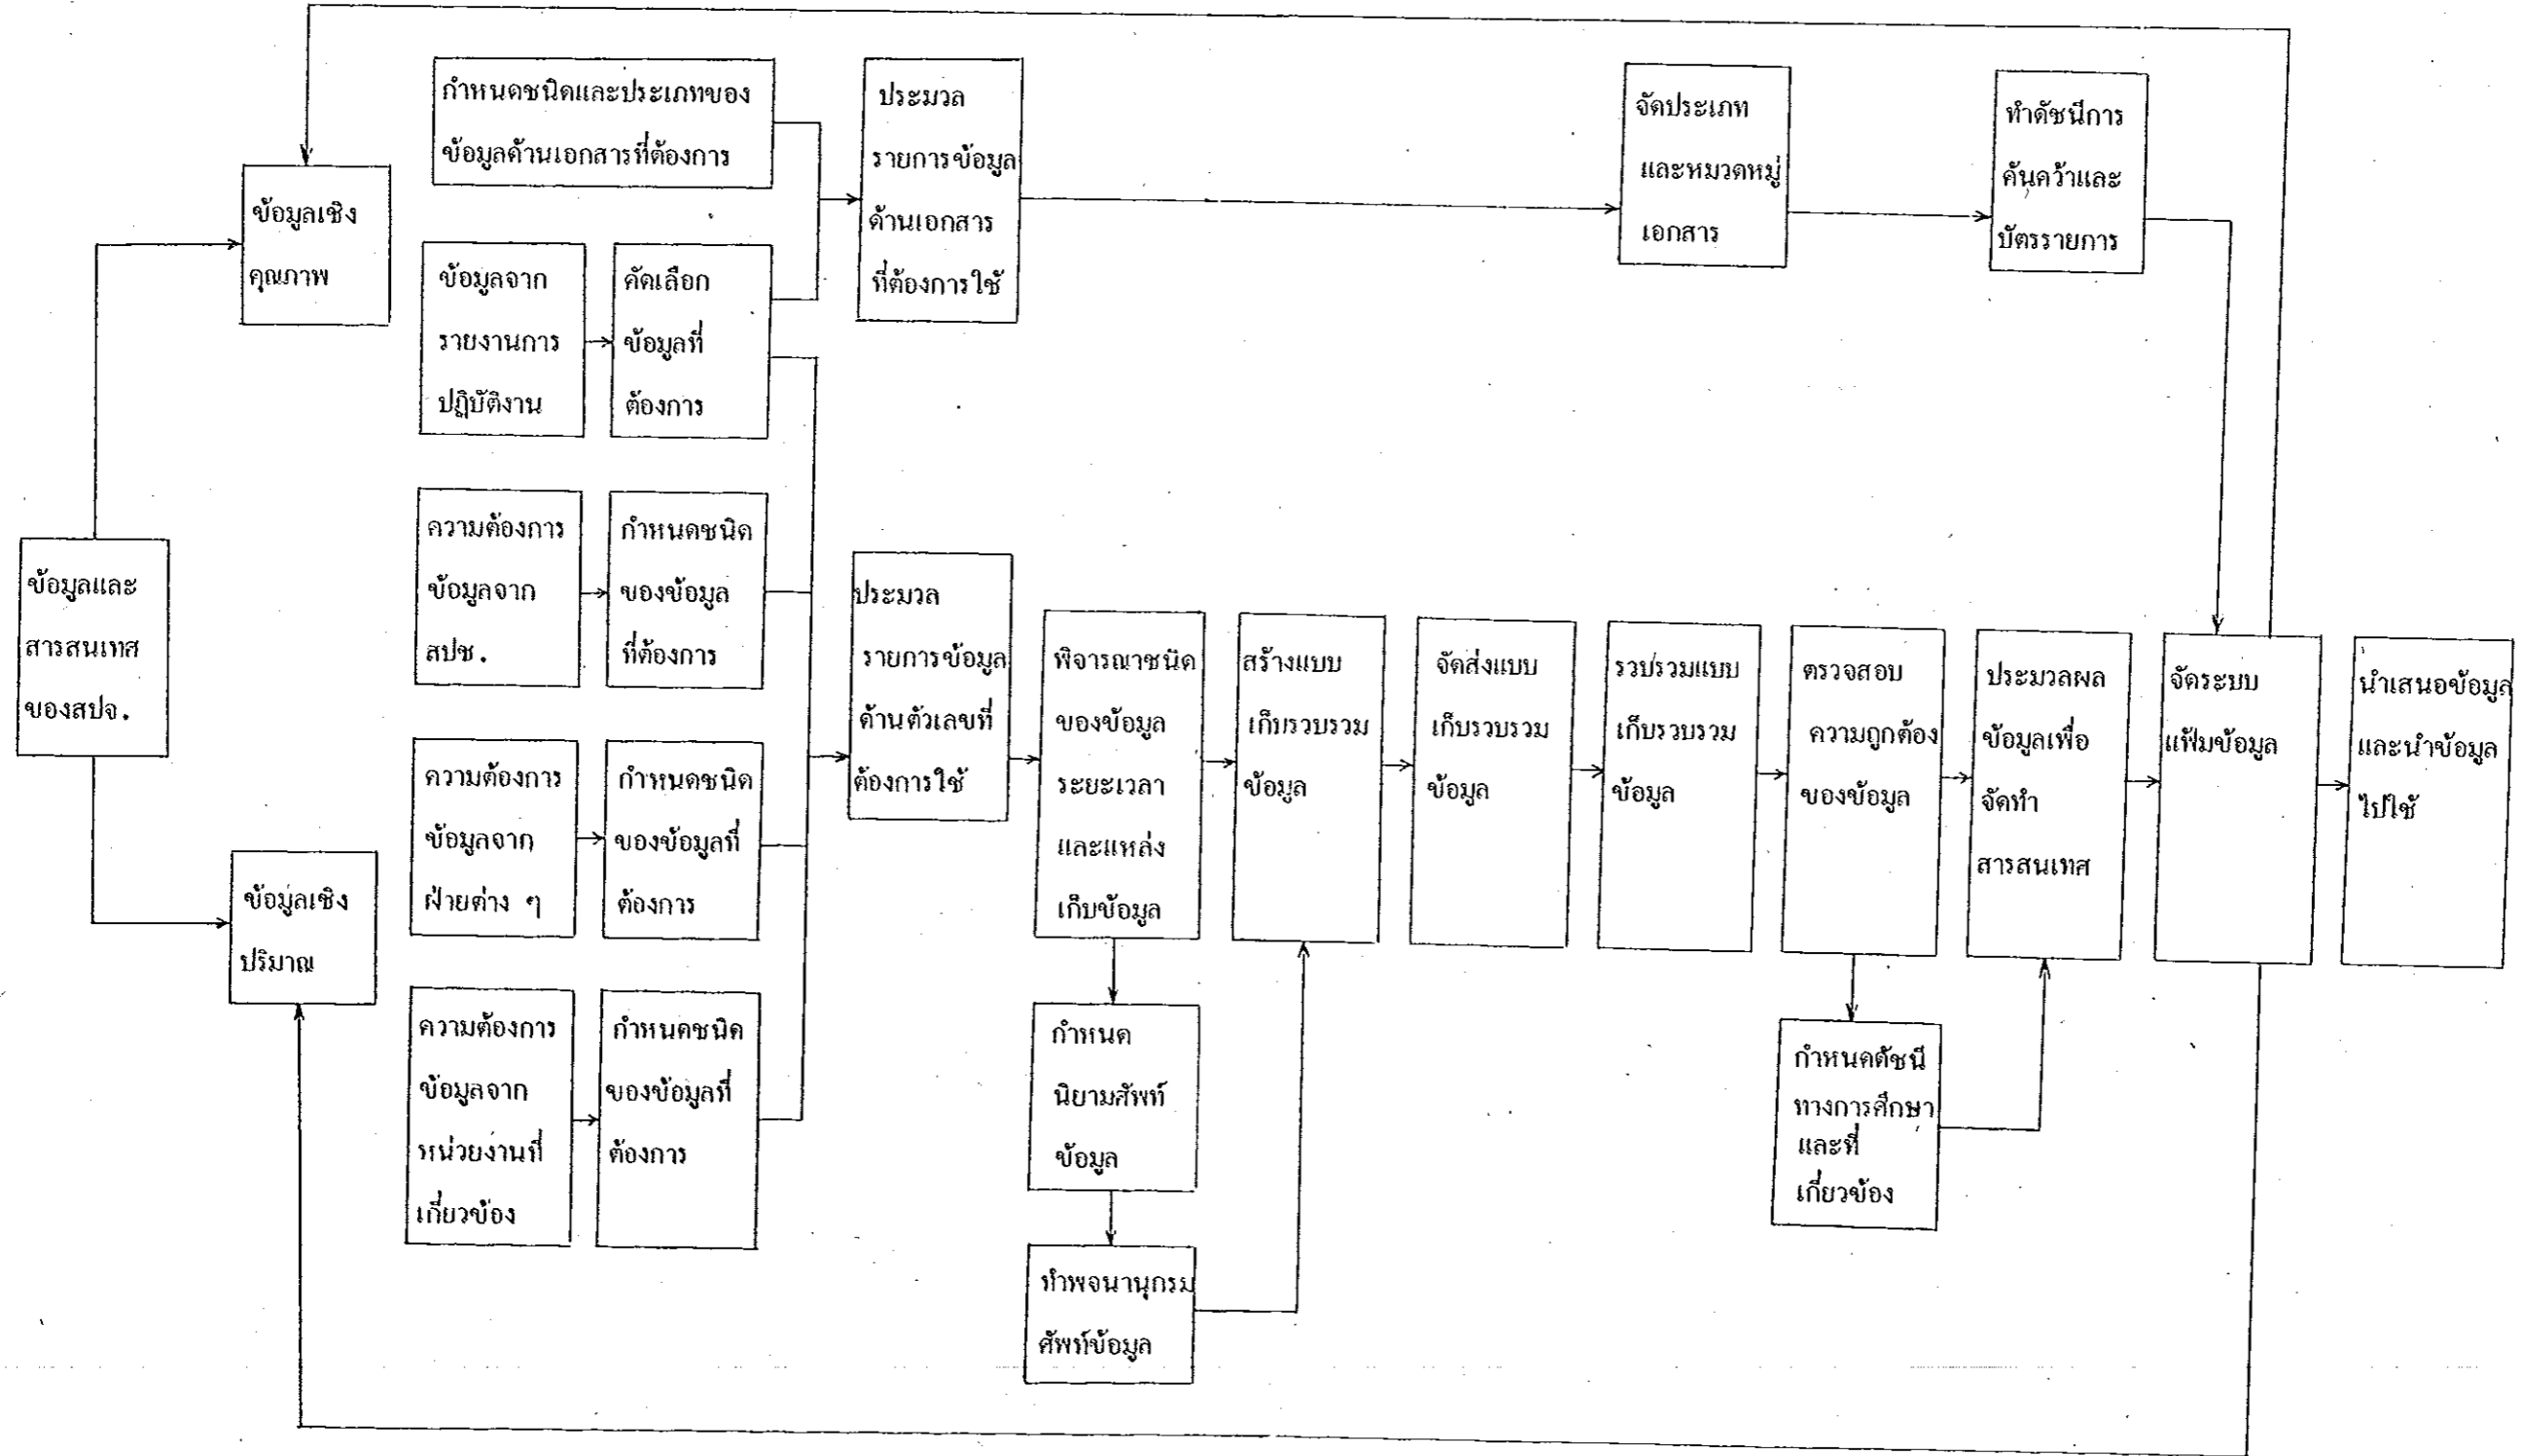 กำหนดชนิดและประเภทของ
ข้อมูลด้านเอกสารที่ต้องการ
ประมวล
รายการข้อมูล
ด้านเอกสาร
ที่ต้องการใช้
จัดประเภท
และหมวดหมู่
เอกสาร
ทำดัชนีการ
ค้นคว้าและ
บัตรรายการ
ข้อมูลเชิง
คุณภาพ
ข้อมูลจาก
รายงานการ
ปฏิบัติงาน
คัดเลือก
ข้อมูลที่
ต้องการ
ข้อมูลและ
สารสนเทศ
ของสปจ.
ความต้องการ
ข้อมูลจาก
สปช.
กำหนดชนิด
ของข้อมูล
ที่ต้องการ
ความต้องการ
ข้อมูลจาก
ฝ่ายต่าง ๆ
กำหนดชนิด
ของข้อมูลที่
ต้องการ
ข้อมูลเชิง
ปริมาณ
ความต้องการ
ข้อมูลจาก
หน่วยงานที่
เกี่ยวข้อง
กำหนดชนิด
ของข้อมูลที่
ต้องการ
ประมวล
รายการข้อมูล
ด้านตัวเลขที่
ต้องการใช้
พิจารณาชนิด
ของข้อมูล
ระยะเวลา
และแหล่ง
เก็บข้อมูล
สร้างแบบ
เก็บรวบรวม
ข้อมูล
จัดส่งแบบ
เก็บรวบรวม
ข้อมูล
รวบรวมแบบ
เก็บรวบรวม
ข้อมูล
ตรวจสอบ
ความถูกต้อง
ของข้อมูล
ประมวลผล
ข้อมูลเพื่อ
จัดทำ
สารสนเทศ
จัดระบบ
แฟ้มข้อมูล
นำเสนอข้อมูล
และนำข้อมูล
ไปใช้
กำหนด
นิยามศัพท์
ข้อมูล
ทำพจนานุกรม
ศัพท์ข้อมูล
กำหนดดัชนี
ทางการศึกษา
และที่
เกี่ยวข้อง